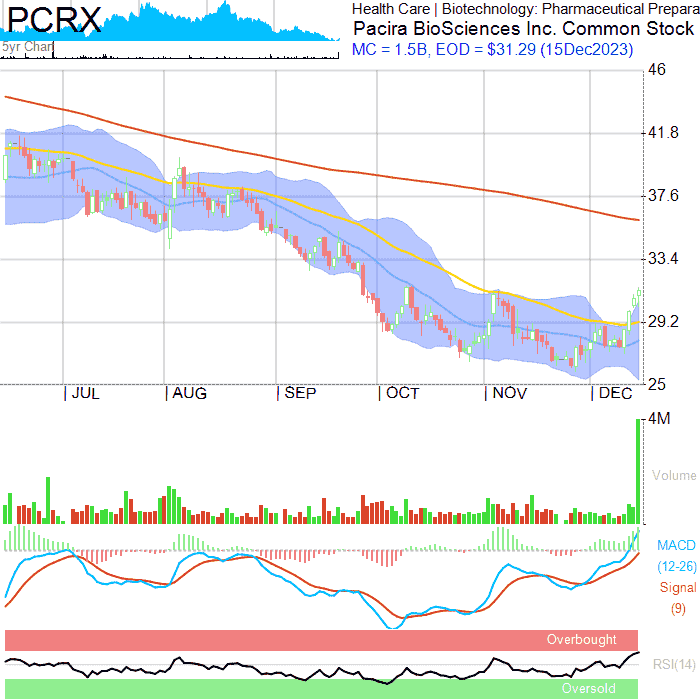 PCRX
5yr Chart
Health Care | Biotechnology: Pharmaceutical Prepara
Pacira BioSciences Inc. Common Stock
MC = 1.5B, EOD = $31.29 (15Dec2023)
46
41.8
37.6
33.4
29.2
25
| JUL | AUG | SEP | OCT | NOV | DEC
4M
Volume
MACD
(12-26)
Signal
(9)
Overbought
RSI(14)
Oversold